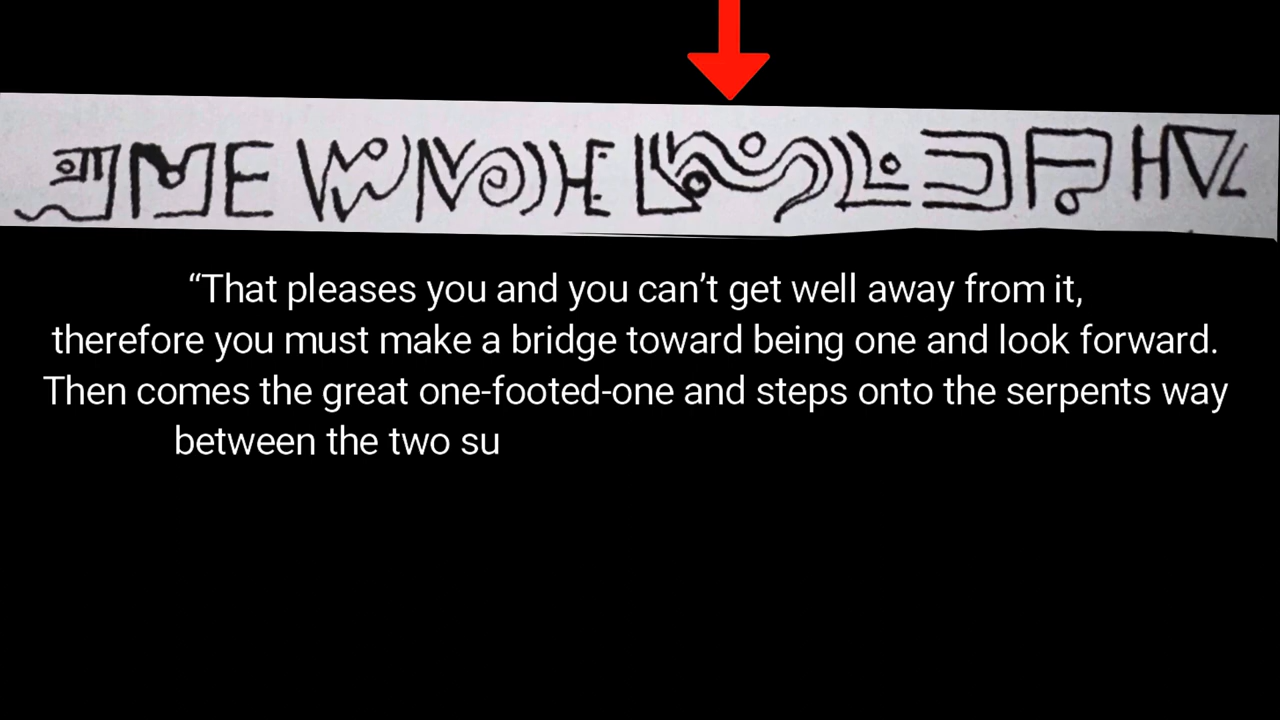 “That pleases you and you can’t get well away from it,
therefore you must make a bridge toward being one and look forward.
Then comes the great one-footed-one and steps onto the serpents way
between the two su